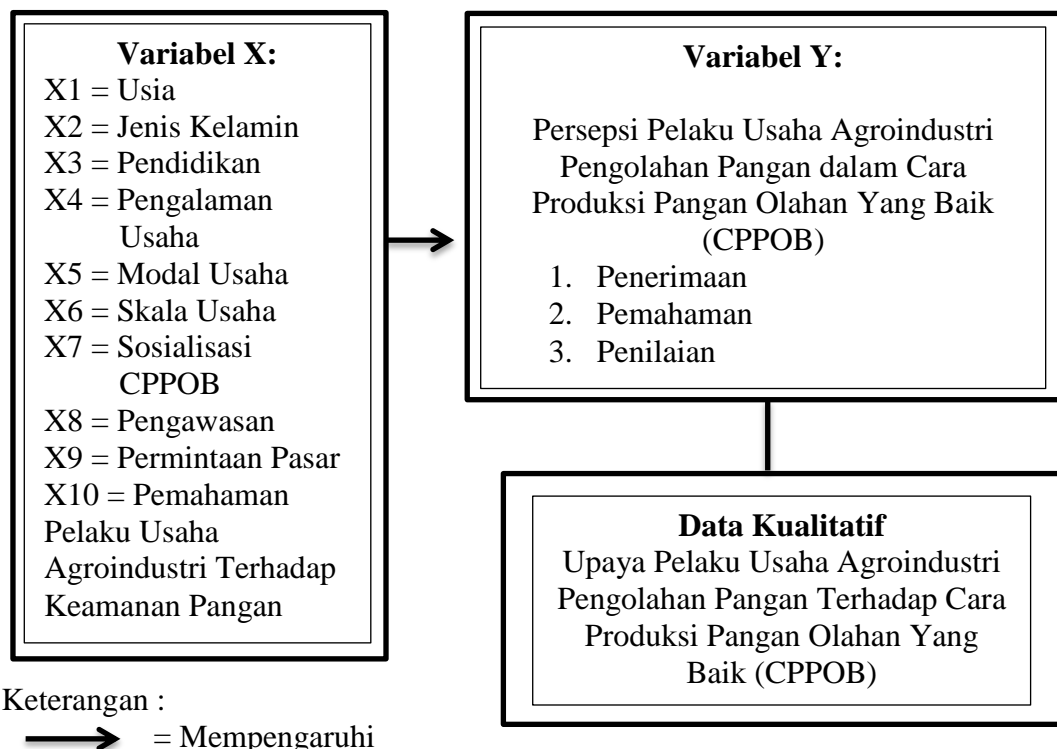 Variabel X:
X1 = Usia
X2 = Jenis Kelamin
X3 = Pendidikan
X4 = Pengalaman
Usaha
X5 = Modal Usaha
X6 = Skala Usaha
X7 = Sosialisasi
CPPOB
X8 = Pengawasan
X9 = Permintaan Pasar
X10 = Pemahaman
Pelaku Usaha
Agroindustri Terhadap
Keamanan Pangan
Variabel Y:
Persepsi Pelaku Usaha Agroindustri
Pengolahan Pangan dalam Cara
Produksi Pangan Olahan Yang Baik
(CPPOB)
1. Penerimaan
2. Pemahaman
3. Penilaian
Data Kualitatif
Upaya Pelaku Usaha Agroindustri
Pengolahan Pangan Terhadap Cara
Produksi Pangan Olahan Yang
Baik (CPPOB)
Keterangan :
= Mempengaruhi